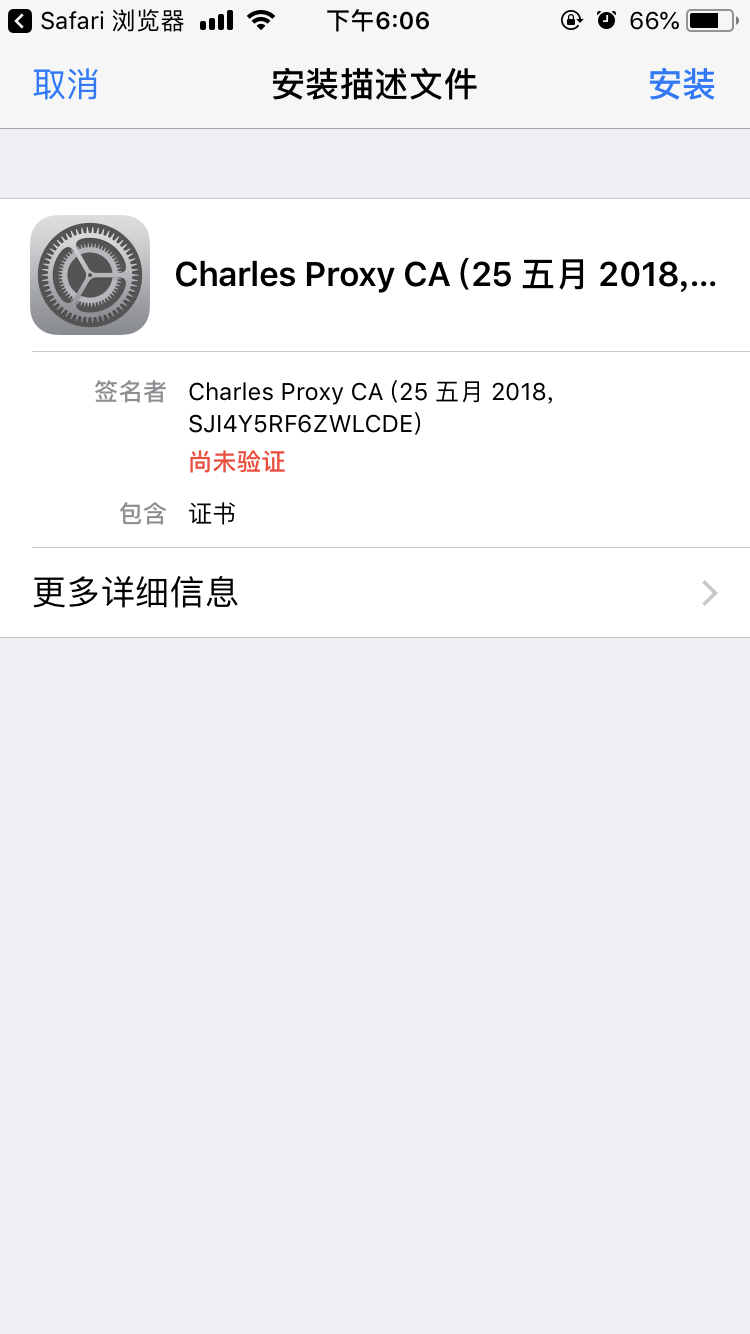 Safari 浏览器 下午6:06 66%
取消 安装描述文件 安装
Charles Proxy CA (25 五月 2018,...
签名者 Charles Proxy CA (25 五月 2018,
SJI4Y5RF6ZWLCDE)
尚未验证
包含 证书
更多详细信息